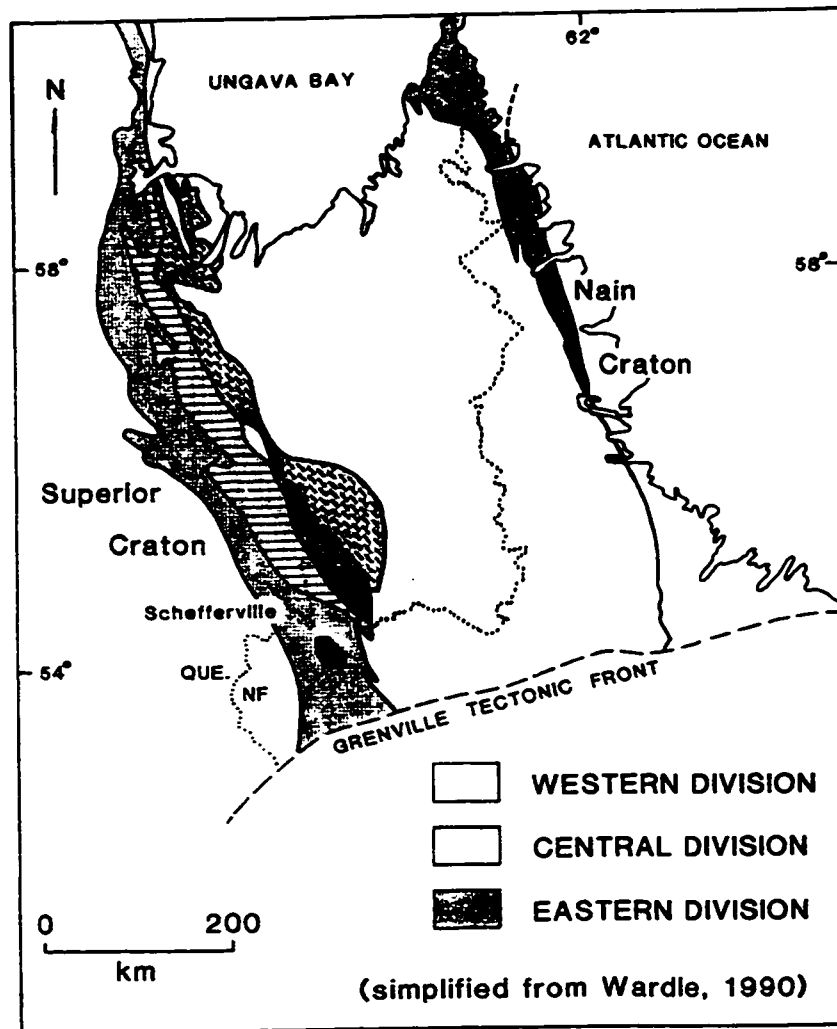 62°
UNGAVA BAY
N
ATLANTIC OCEAN
58°
58°
Nain
Craton
Superior
Craton
Schefferville
54°
QUE.
NF
GRENVILLE TECTONIC FRONT
WESTERN DIVISION
CENTRAL DIVISION
EASTERN DIVISION
0 200
km
(simplified from Wardle, 1990)